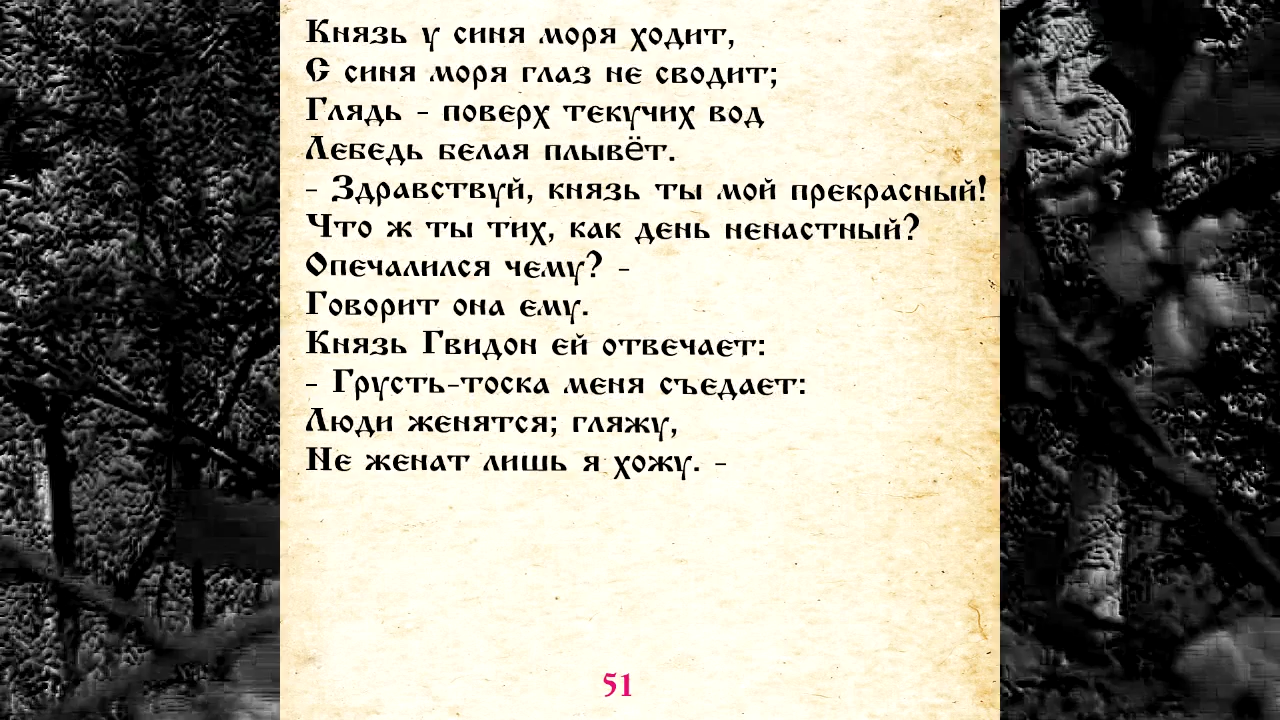 Князь у синя моря ходит,
С синя моря глаз не сводит;
Глядь - поверх текучих вод
Лебедь белая плывёт.
- Здравствуй, князь ты мой прекрасный!
Что ж ты тих, как день ненастный?
Опечалился чему? -
Говорит она ему.
Князь Гвидон ей отвечает:
- Грусть-тоска меня съедает:
Люди женятся; гляжу,
Не женат лишь я хожу. -
51